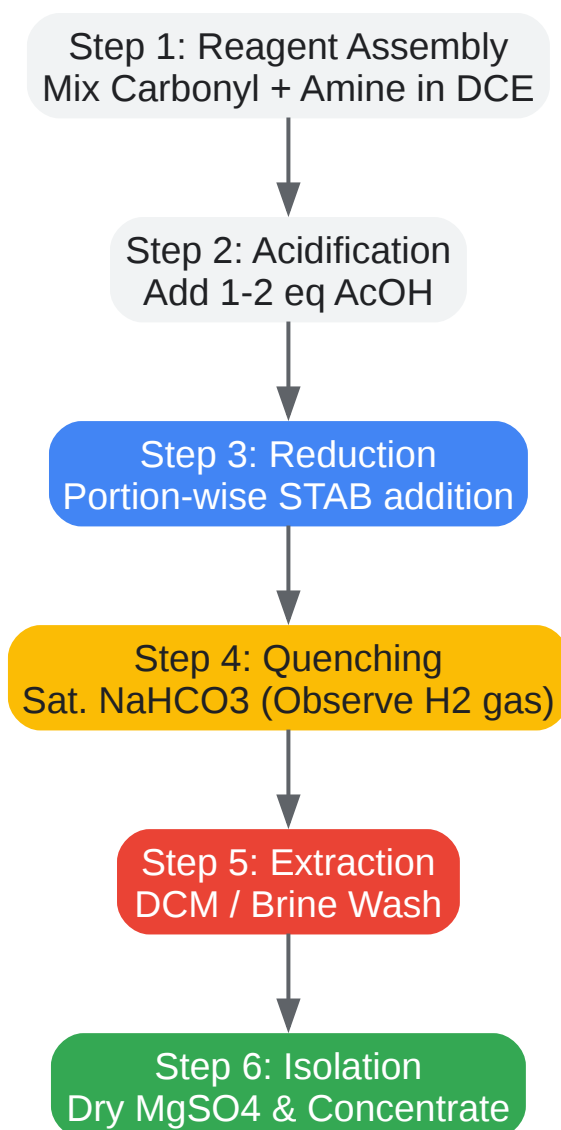 Step 1: Reagent Assembly
Mix Carbonyl + Amine in DCE
Step 2: Acidification
Add 1-2 eq AcOH
Step 3: Reduction
Portion-wise STAB addition
Step 4: Quenching
Sat. NaHCO3 (Observe H2 gas)
Step 5: Extraction
DCM / Brine Wash
Step 6: Isolation
Dry MgSO4 & Concentrate